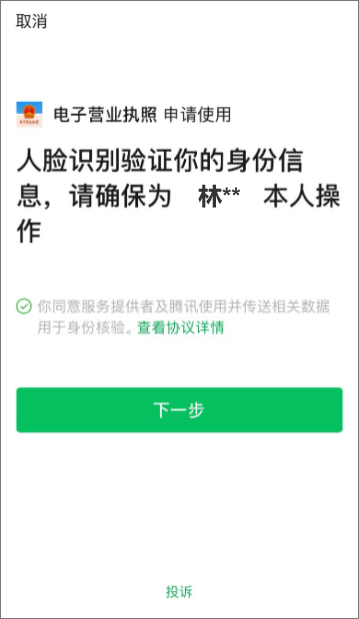 取消
电子营业执照 申请使用
人脸识别验证你的身份信
息，请确保为 林** 本人操
作
你同意服务提供者及腾讯使用并传送相关数据
用于身份核验。查看协议详情
下一步
投诉